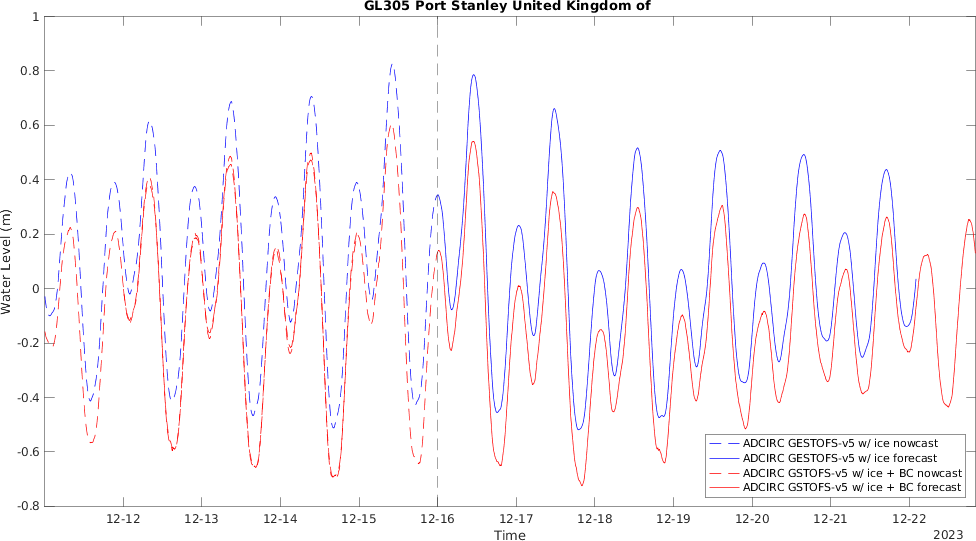 GL305 Port Stanley United Kingdom of
1
0.8
0.6
0.4
0.2
0
-0.2
-0.4
-0.6
-0.8
Water Level (m)
12-12 12-13 12-14 12-15 12-16 12-17 12-18 12-19 12-20 12-21 12-22
Time
2023
ADCIRC GESTOFS-v5 w/ ice nowcast
ADCIRC GESTOFS-v5 w/ ice forecast
ADCIRC GSTOFS-v5 w/ ice + BC nowcast
ADCIRC GSTOFS-v5 w/ ice + BC forecast